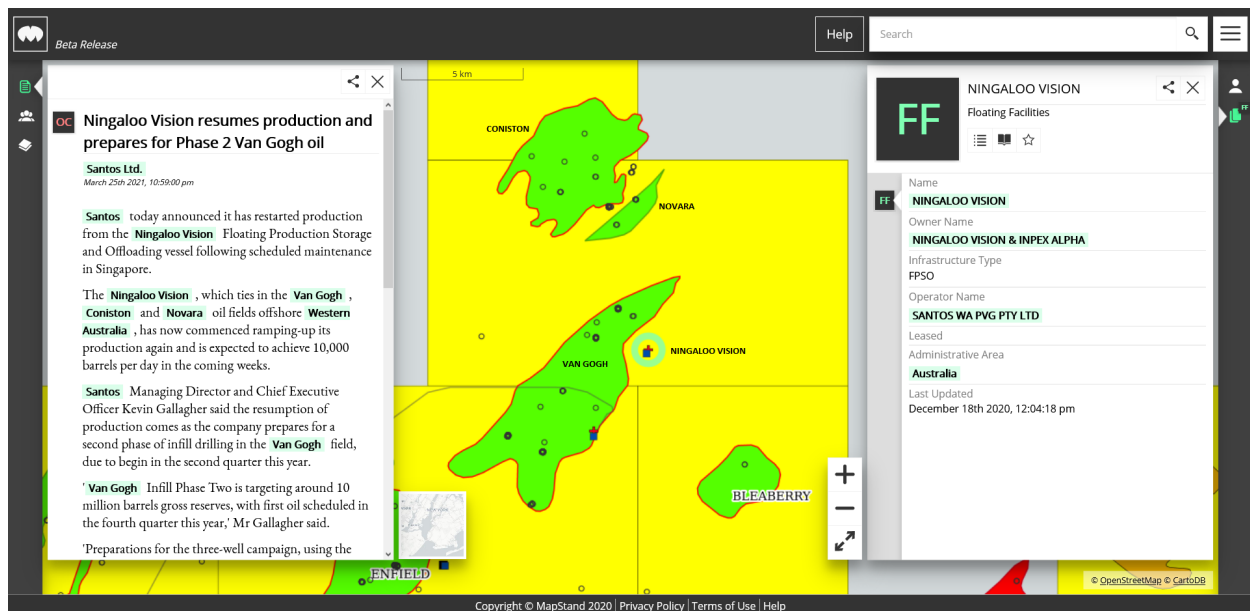 Beta Release
Help
Search
OC
Ningaloo Vision resumes production and
prepares for Phase 2 Van Gogh oil
Santos Ltd.
March 25th 2021, 10:59:00 pm
Santos today announced it has restarted production
from the Ningaloo Vision Floating Production Storage
and Offloading vessel following scheduled maintenance
in Singapore.
The Ningaloo Vision , which ties in the Van Gogh ,
Coniston and Novara oil fields offshore Western
Australia , has now commenced ramping-up its
production again and is expected to achieve 10,000
barrels per day in the coming weeks.
Santos Managing Director and Chief Executive
Officer Kevin Gallagher said the resumption of
production comes as the company prepares for a
second phase of infill drilling in the Van Gogh field,
due to begin in the second quarter this year.
' Van Gogh Infill Phase Two is targeting around 10
million barrels gross reserves, with first oil scheduled in
the fourth quarter this year,' Mr Gallagher said.
'Preparations for the three-well campaign, using the
5 km
CONISTON
NOVARA
VAN GOGH
NINGALOO VISION
BLEABERRY
ENFIELD
FF
NINGALOO VISION
Floating Facilities
FF
FF
Name
NINGALOO VISION
Owner Name
NINGALOO VISION & INPEX ALPHA
Infrastructure Type
FPSO
Operator Name
SANTOS WA PVG PTY LTD
Leased
Administrative Area
Australia
Last Updated
December 18th 2020, 12:04:18 pm
© OpenStreetMap © CartoDB
Copyright © MapStand 2020 | Privacy Policy | Terms of Use | Help